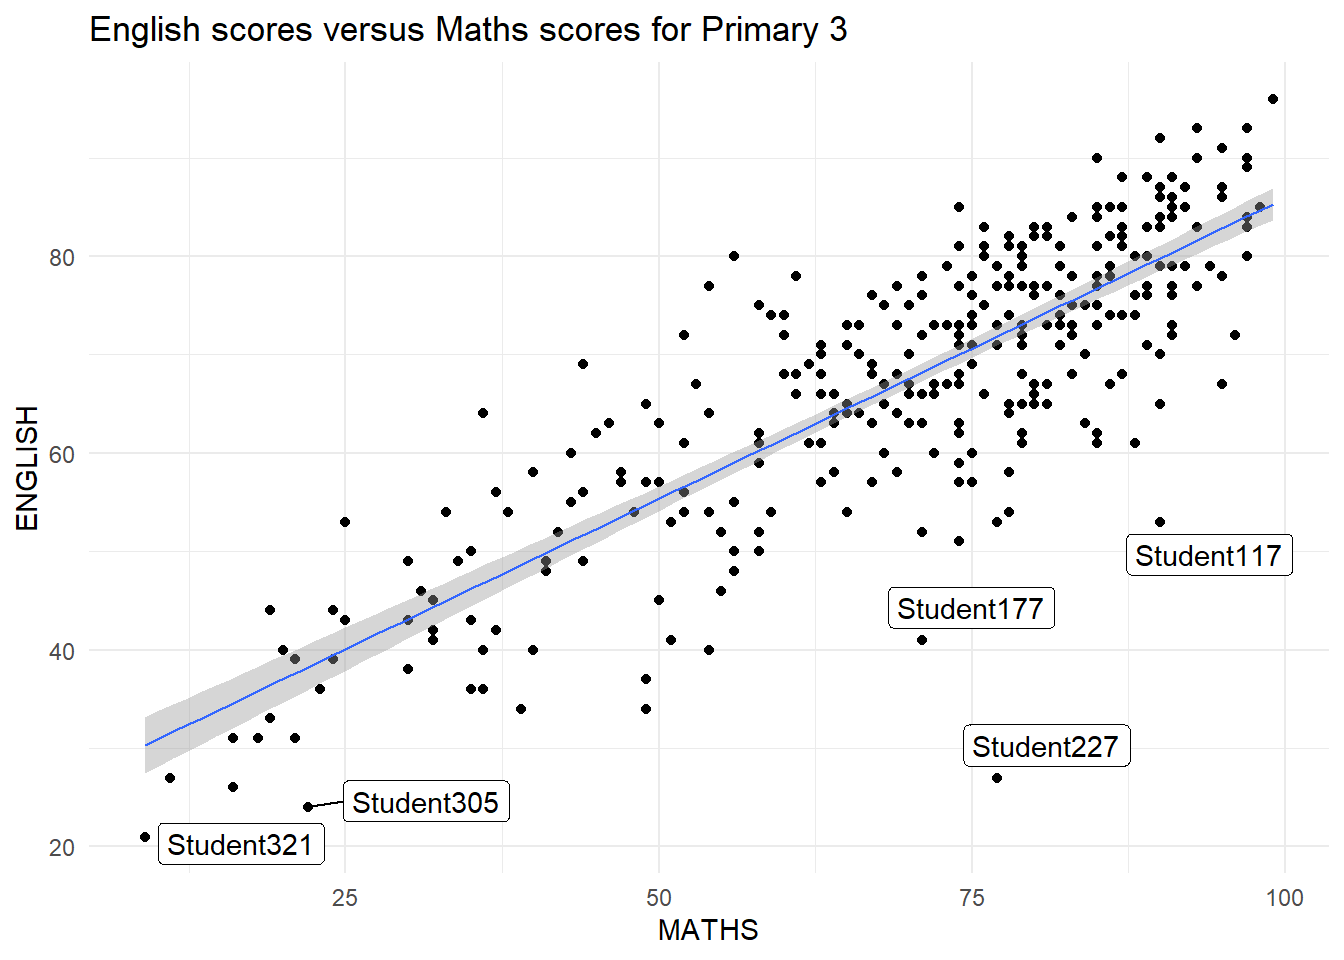 English scores versus Maths scores for Primary 3
ENGLISH
80
60
40
20
Student117
Student177
Student227
Student305
Student321
25
50
75
100
MATHS